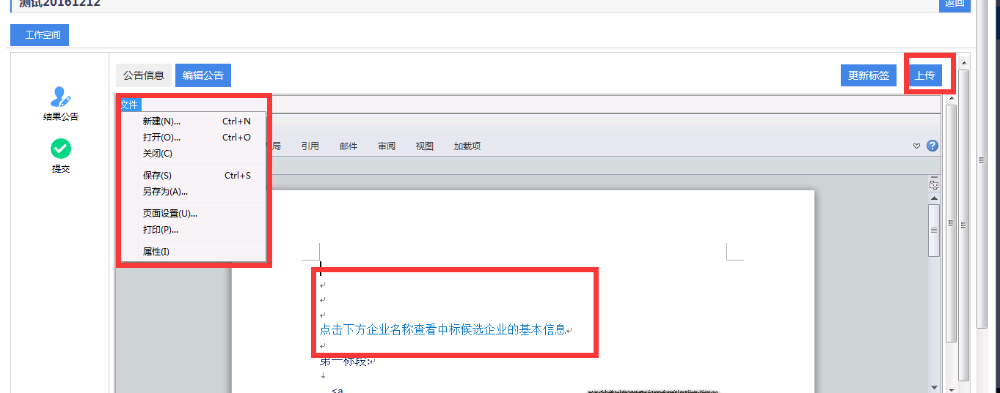 测试20161212
返回
工作空间
公告信息
编辑公告
更新标签
上传
结果公告
提交
文件
新建(N)... Ctrl+N
打开(O)... Ctrl+O
关闭(C)
保存(S) Ctrl+S
另存为(A)...
页面设置(U)...
打印(P)...
属性(I)
局 引用 邮件 审阅 视图 加载项
点击下方企业名称查看中标候选企业的基本信息
第一标段:
<a